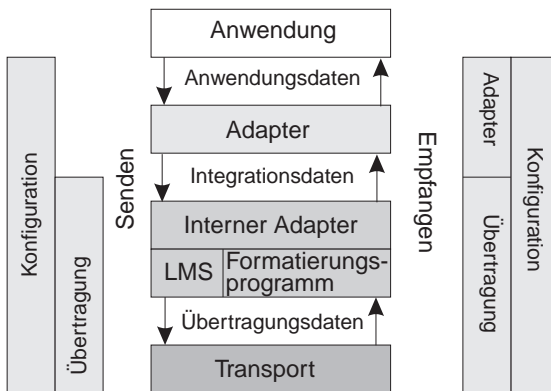 Anwendung
Anwendungsdaten
Adapter
Integrationsdaten
Interner Adapter
LMS
Formatierungs-
programm
Übertragungsdaten
Transport
Konfiguration
Übertragung
Senden
Empfangen
Adapter
Übertragung
Konfiguration